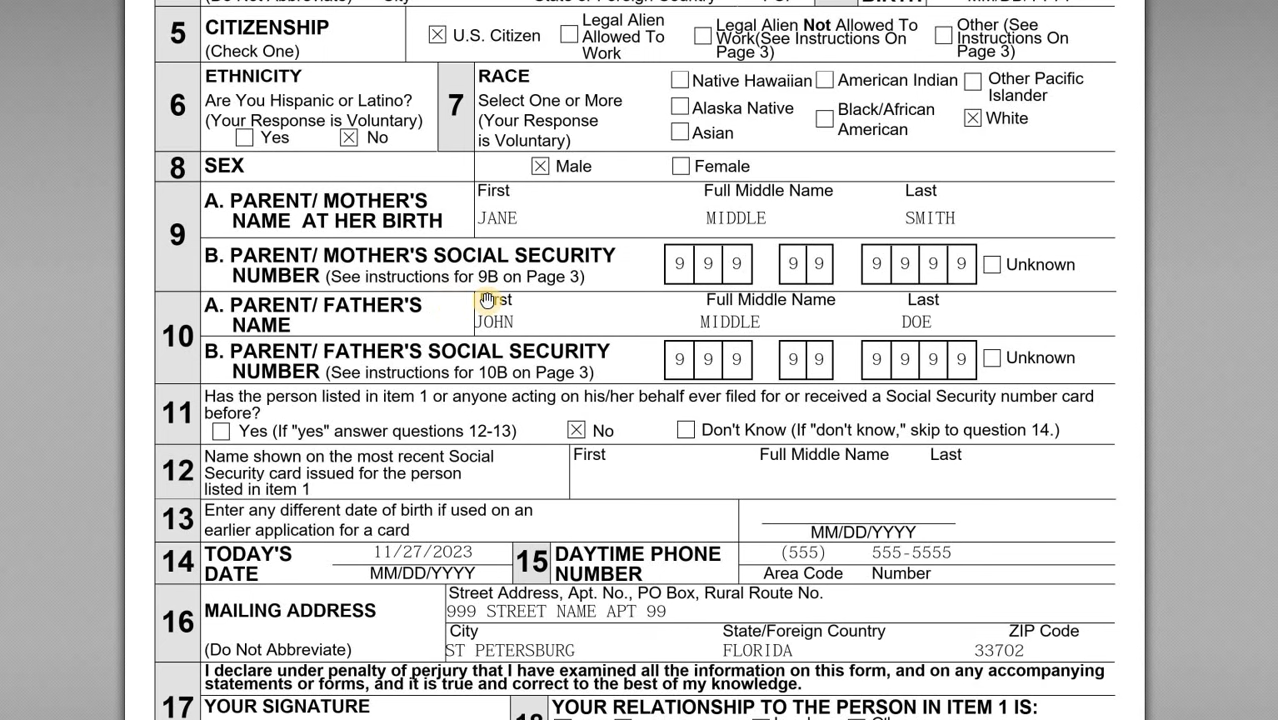 (Do Not Abbreviate) City State or Foreign Country FCI BIRTH MM/DD/YYYY
5 CITIZENSHIP
(Check One)
U.S. Citizen
Legal Alien
Allowed To
Work
Legal Alien Not Allowed To
Work(See Instructions On
Page 3)
Other (See
Instructions On
Page 3)
6 ETHNICITY
Are You Hispanic or Latino?
(Your Response is Voluntary)
Yes No
7 RACE
Select One or More
(Your Response
is Voluntary)
Native Hawaiian
Alaska Native
Asian
American Indian
Black/African
American
Other Pacific
Islander
White
8 SEX Male Female
9 A. PARENT/ MOTHER'S
NAME AT HER BIRTH
First Full Middle Name Last
JANE MIDDLE SMITH
B. PARENT/ MOTHER'S SOCIAL SECURITY
NUMBER (See instructions for 9B on Page 3)
9 9 9 9 9 9 9 9 9 Unknown
10 A. PARENT/ FATHER'S
NAME
First Full Middle Name Last
JOHN MIDDLE DOE
B. PARENT/ FATHER'S SOCIAL SECURITY
NUMBER (See instructions for 10B on Page 3)
9 9 9 9 9 9 9 9 9 Unknown
11 Has the person listed in item 1 or anyone acting on his/her behalf ever filed for or received a Social Security number card
before?
Yes (If "yes" answer questions 12-13) No Don't Know (If "don't know," skip to question 14.)
12 Name shown on the most recent Social
Security card issued for the person
listed in item 1
First Full Middle Name Last
13 Enter any different date of birth if used on an
earlier application for a card
MM/DD/YYYY
14 TODAY'S
DATE
11/27/2023
MM/DD/YYYY
15 DAYTIME PHONE
NUMBER
(555) 555-5555
Area Code Number
16 MAILING ADDRESS
(Do Not Abbreviate)
Street Address, Apt. No., PO Box, Rural Route No.
999 STREET NAME APT 99
City State/Foreign Country ZIP Code
ST PETERSBURG FLORIDA 33702
17 I declare under penalty of perjury that I have examined all the information on this form, and on any accompanying
statements or forms, and it is true and correct to the best of my knowledge.
YOUR SIGNATURE
18 YOUR RELATIONSHIP TO THE PERSON IN ITEM 1 IS: